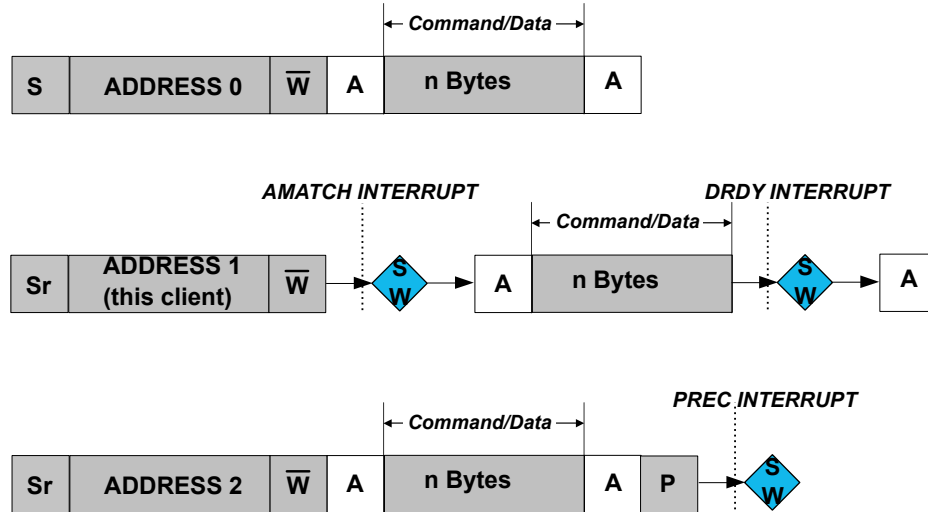 Command/Data
S ADDRESS 0 W̅ A n Bytes A
AMATCH INTERRUPT DRDY INTERRUPT
Command/Data
Sr ADDRESS 1 (this client) W̅ S W A n Bytes S W A
PREC INTERRUPT
Command/Data
Sr ADDRESS 2 W̅ A n Bytes A P S W